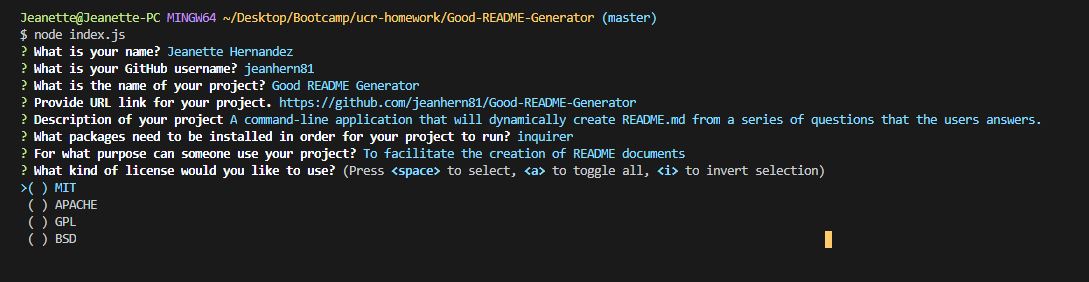 Jeanette@Jeanette-PC MINGW64 ~/Desktop/Bootcamp/ucr-homework/Good-README-Generator (master)
$ node index.js
? What is your name? Jeanette Hernandez
? What is your GitHub username? jeanhern81
? What is the name of your project? Good README Generator
? Provide URL link for your project. https://github.com/jeanhern81/Good-README-Generator
? Description of your project A command-line application that will dynamically create README.md from a series of questions that the users answers.
? What packages need to be installed in order for your project to run? inquirer
? For what purpose can someone use your project? To facilitate the creation of README documents
? What kind of license would you like to use? (Press <space> to select, <a> to toggle all, <i> to invert selection)
>( ) MIT
( ) APACHE
( ) GPL
( ) BSD